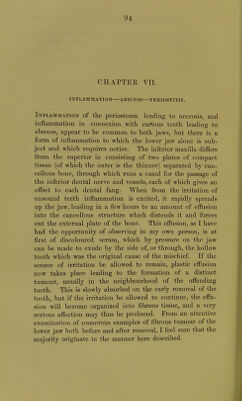 94
CHAPTER VII.
INFLAMMATION—ABSCESS—PERIOSTITIS.
Inflammation of the periosteum leading to necrosis, and
inflammation in connexion with carious teeth leading to
abscess, appear to be common to both jaws, but there is a
form of inflammation to which the lower jaw alone is sub-
ject and which requires notice. The inferior maxilla differs
from the superior in consisting of two plates of compact
tissue (of which the outer is the thinner) separated by can-
cellous bone, through which runs a canal for the passage of
the inferior dental nerve and vessels, each of which gives an
offset to each dental fang. When from the irritation of
unsound teeth inflammation is excited, it rapidly spreads
up the jaw, leading in a few hours to an amount of effusion
into the cancellous structure which distends it and forces
out the external plate of the bone. This effusion, as I have
had the opportunity of observing in my own person, is at
first of discoloured serum, which by pressure on the jaw
can be made to exude by the side of, or through, the hollow
tooth which was the original cause of the mischief. If the
source of irritation be allowed to remain, plastic effusion
now takes place leading to the formation of a distinct
tumour, usually in the neighbourhood of the offending
tooth. This is slowly absorbed on the early removal of the
tooth, but if the irritation be allowed to continue, the effu-
sion will become organized into fibrous tissue, and a very
serious affection may thus be produced. From an attentive
examination of numerous examples of fibrous tumour of the
lower jaw both before and after removal, I feel sure that the
majority originate in the manner here described.